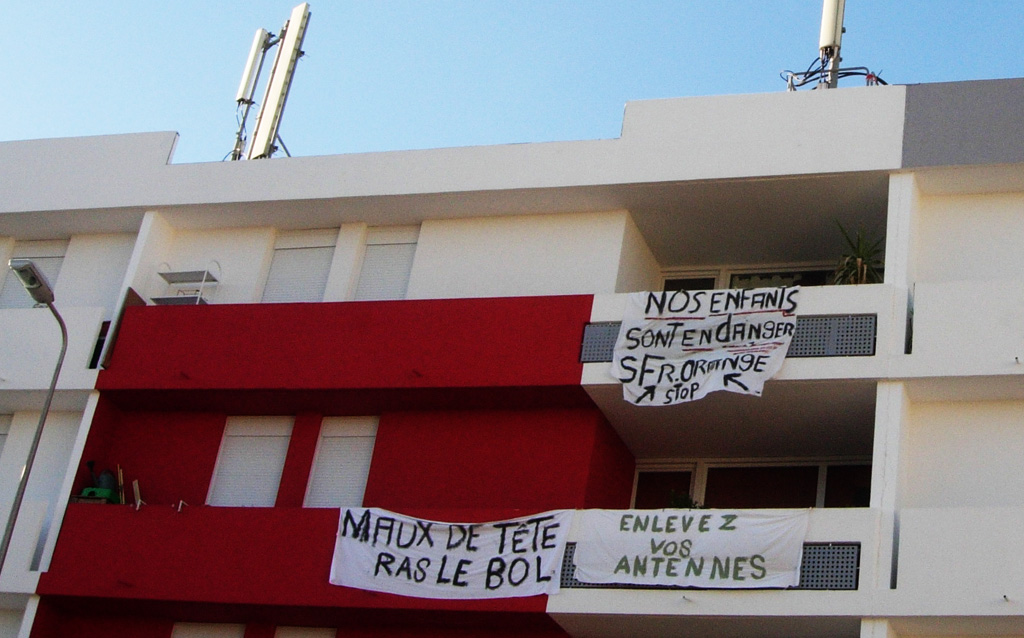 NOS ENFANTS
SONT EN dANGER
SFR. ORANGE
STOP
MAUX DE TÊTE
RAS LE BOL
ENLEVEZ
VOS
ANTENNES